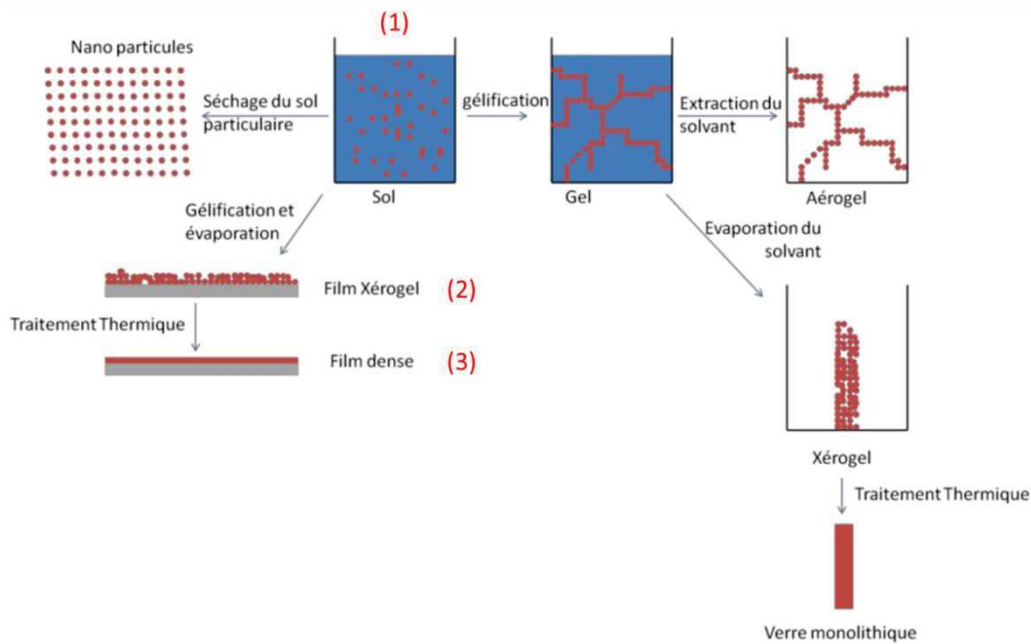 (1)
Nano particules
Séchage du sol
particulaire
gélification
Extraction du
solvant
Sol
Gel
Aérogel
Gélification et
évaporation
Evaporation du
solvant
Film Xérogel (2)
Traitement Thermique
Film dense (3)
Xérogel
Traitement Thermique
Verre monolithique